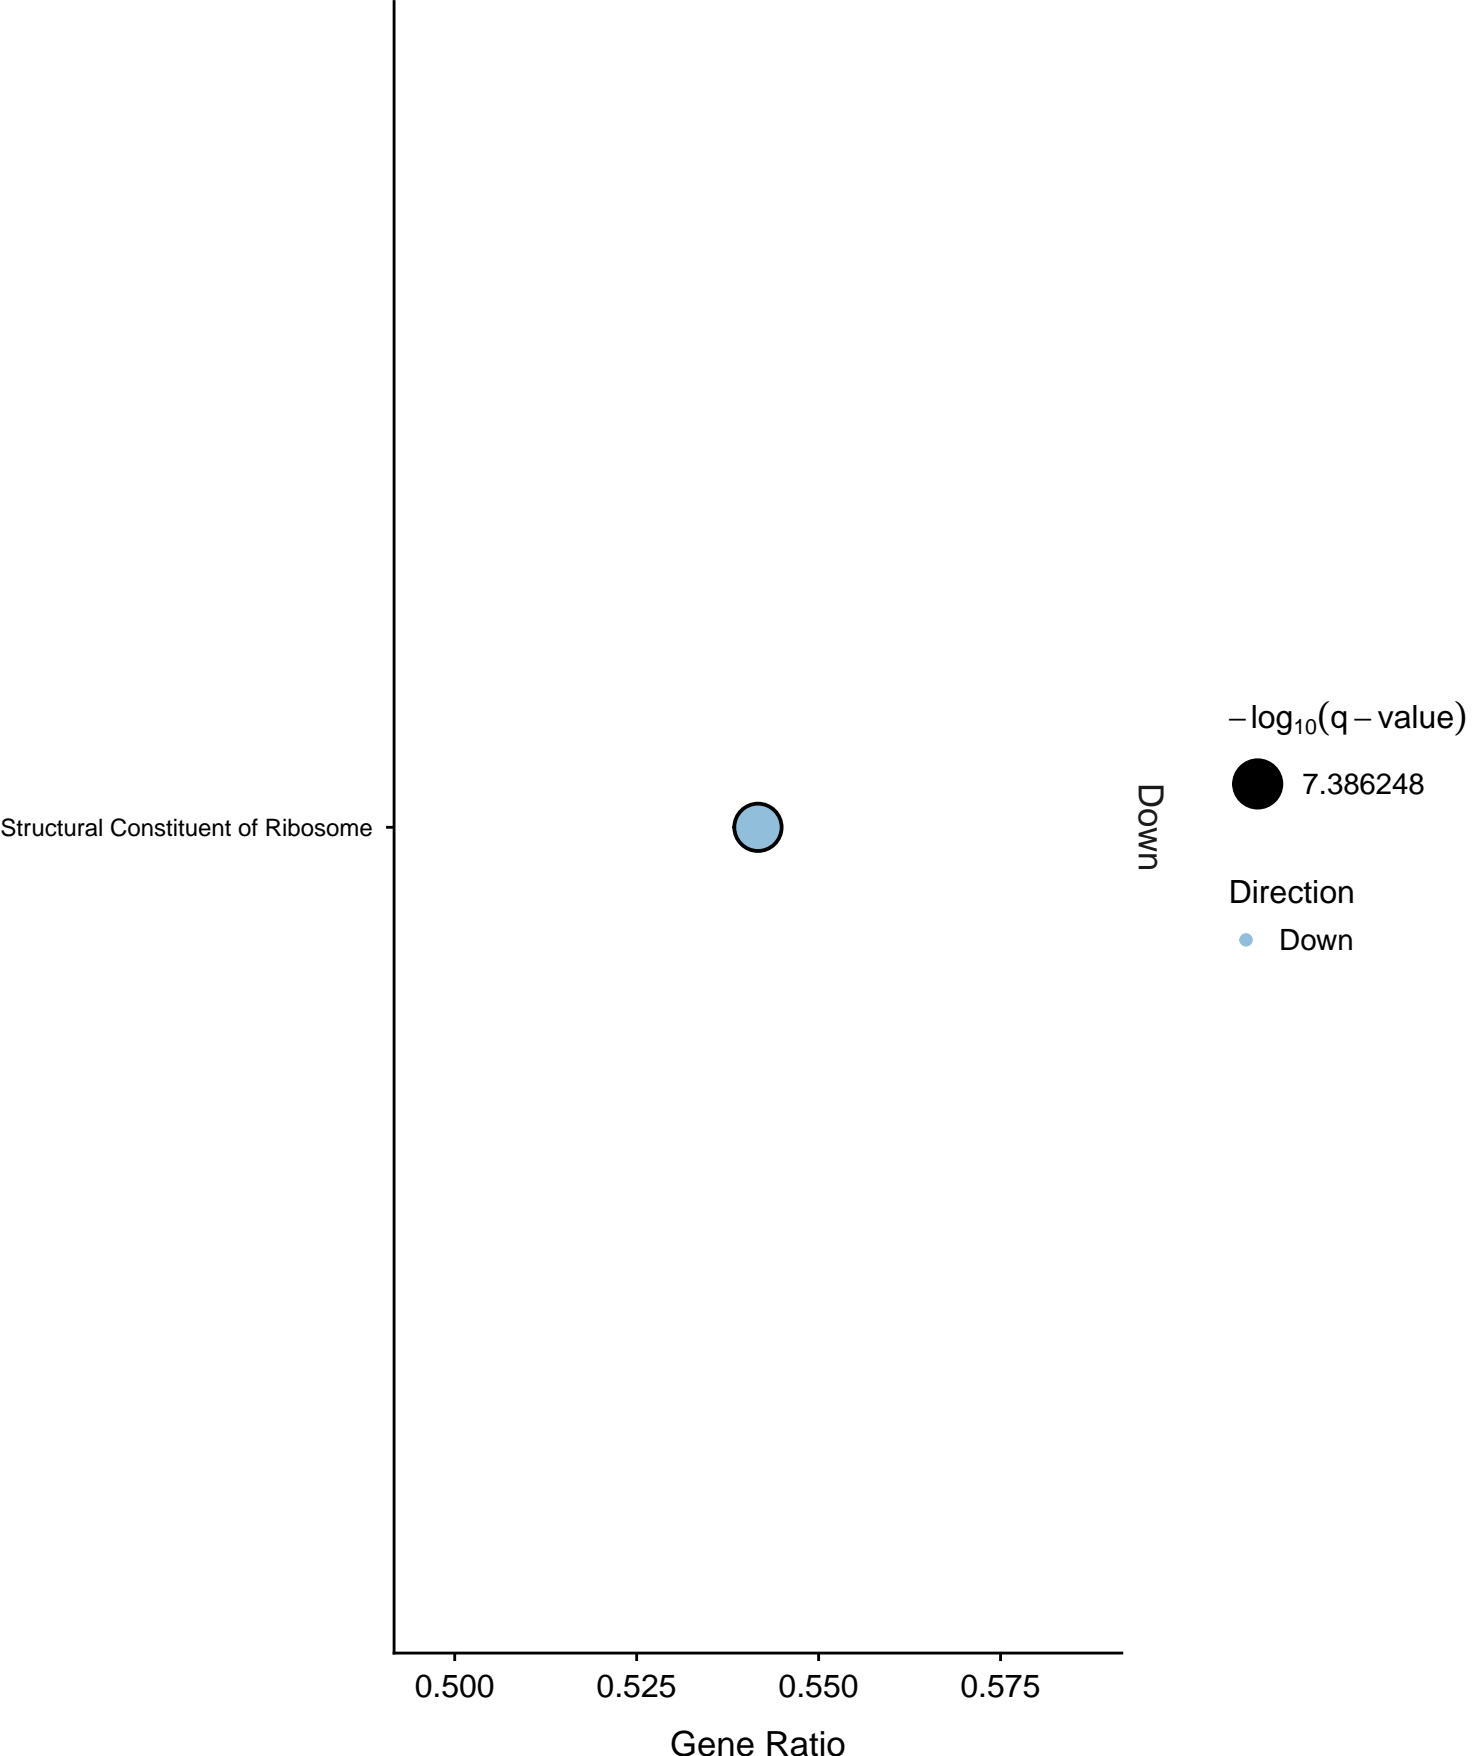 Structural Constituent of Ribosome
Down
−log10(q−value)
7.386248
Direction
Down
0.500 0.525 0.550 0.575
Gene Ratio